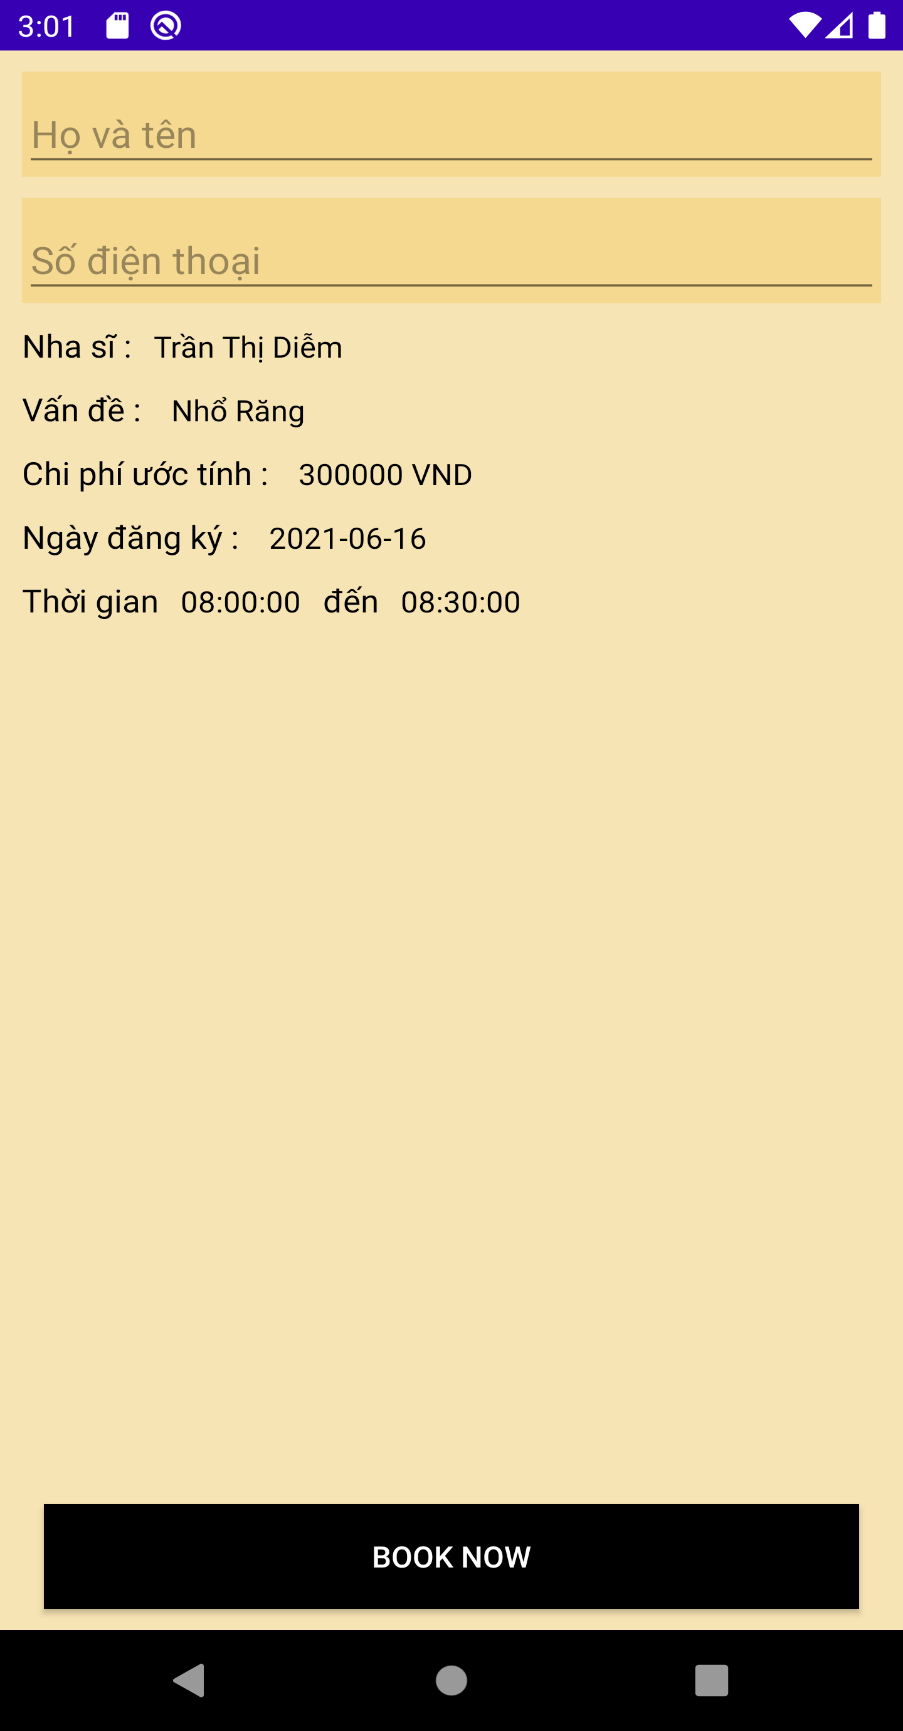 3:01
Họ và tên
Số điện thoại
Nha sĩ : Trần Thị Diễm
Vấn đề : Nhổ Răng
Chi phí ước tính : 300000 VND
Ngày đăng ký : 2021-06-16
Thời gian 08:00:00 đến 08:30:00
BOOK NOW